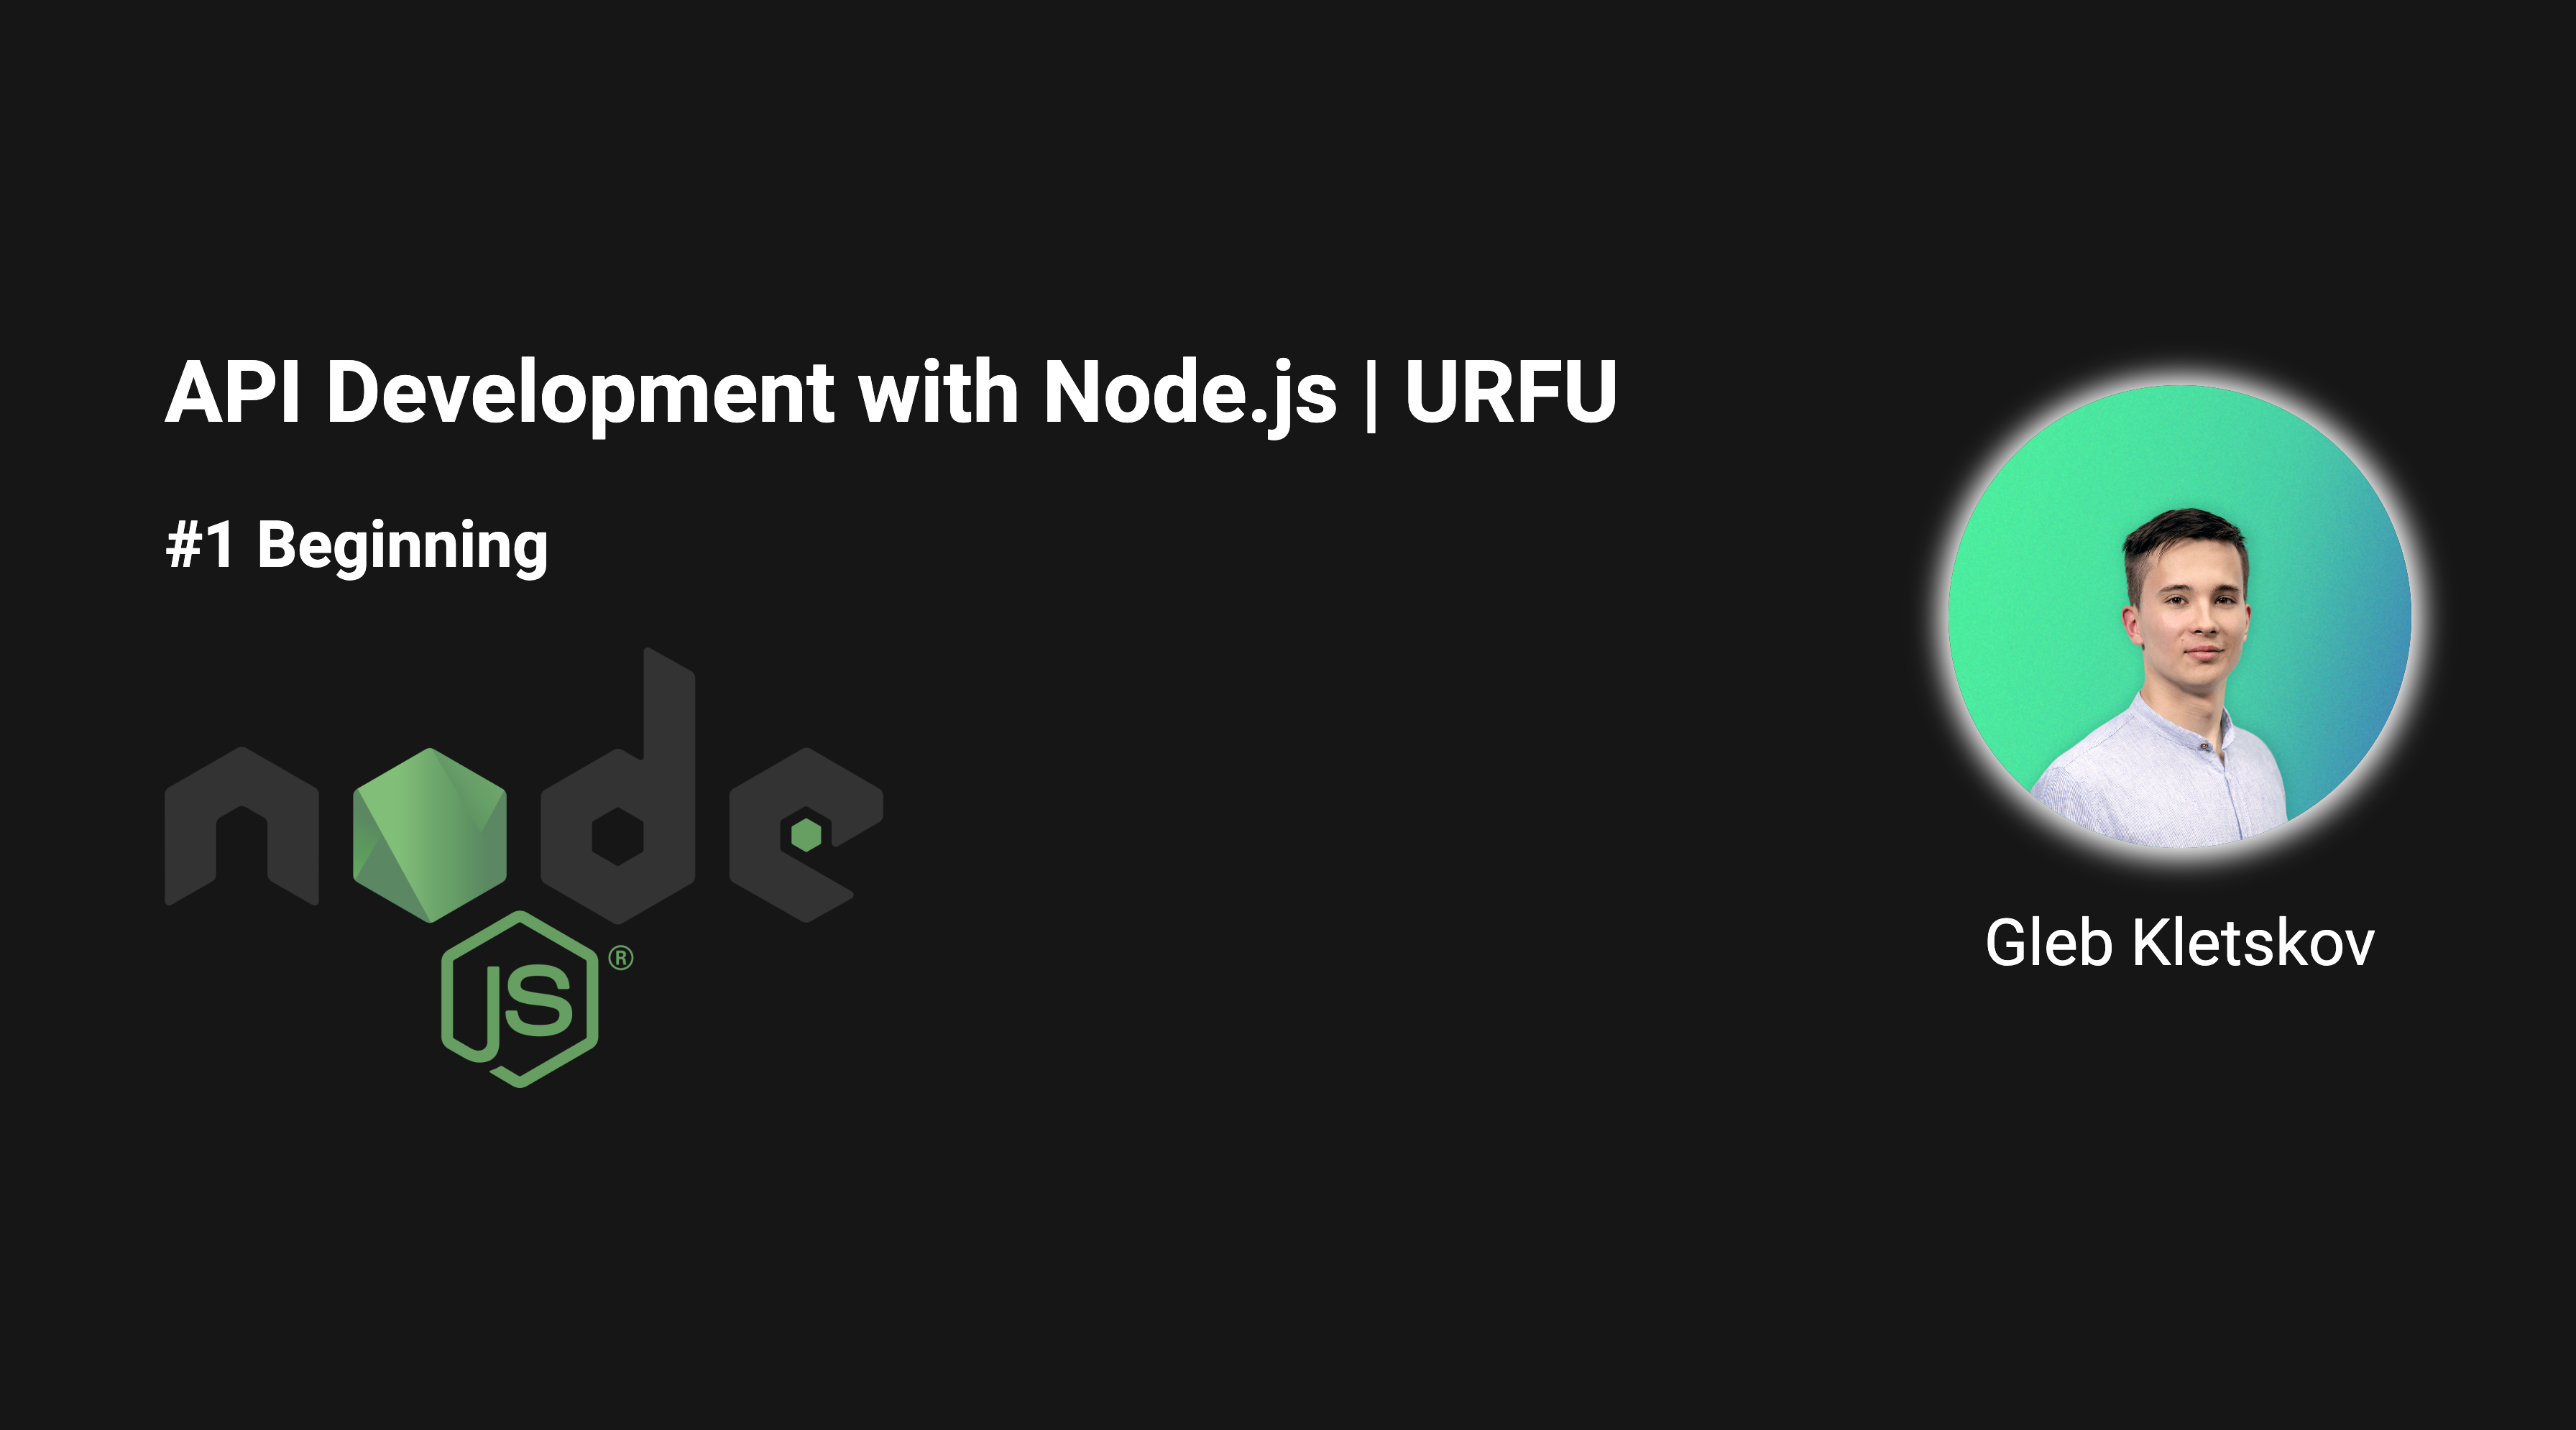 API Development with Node.js | URFU
#1 Beginning
node
JS ®
Gleb Kletskov